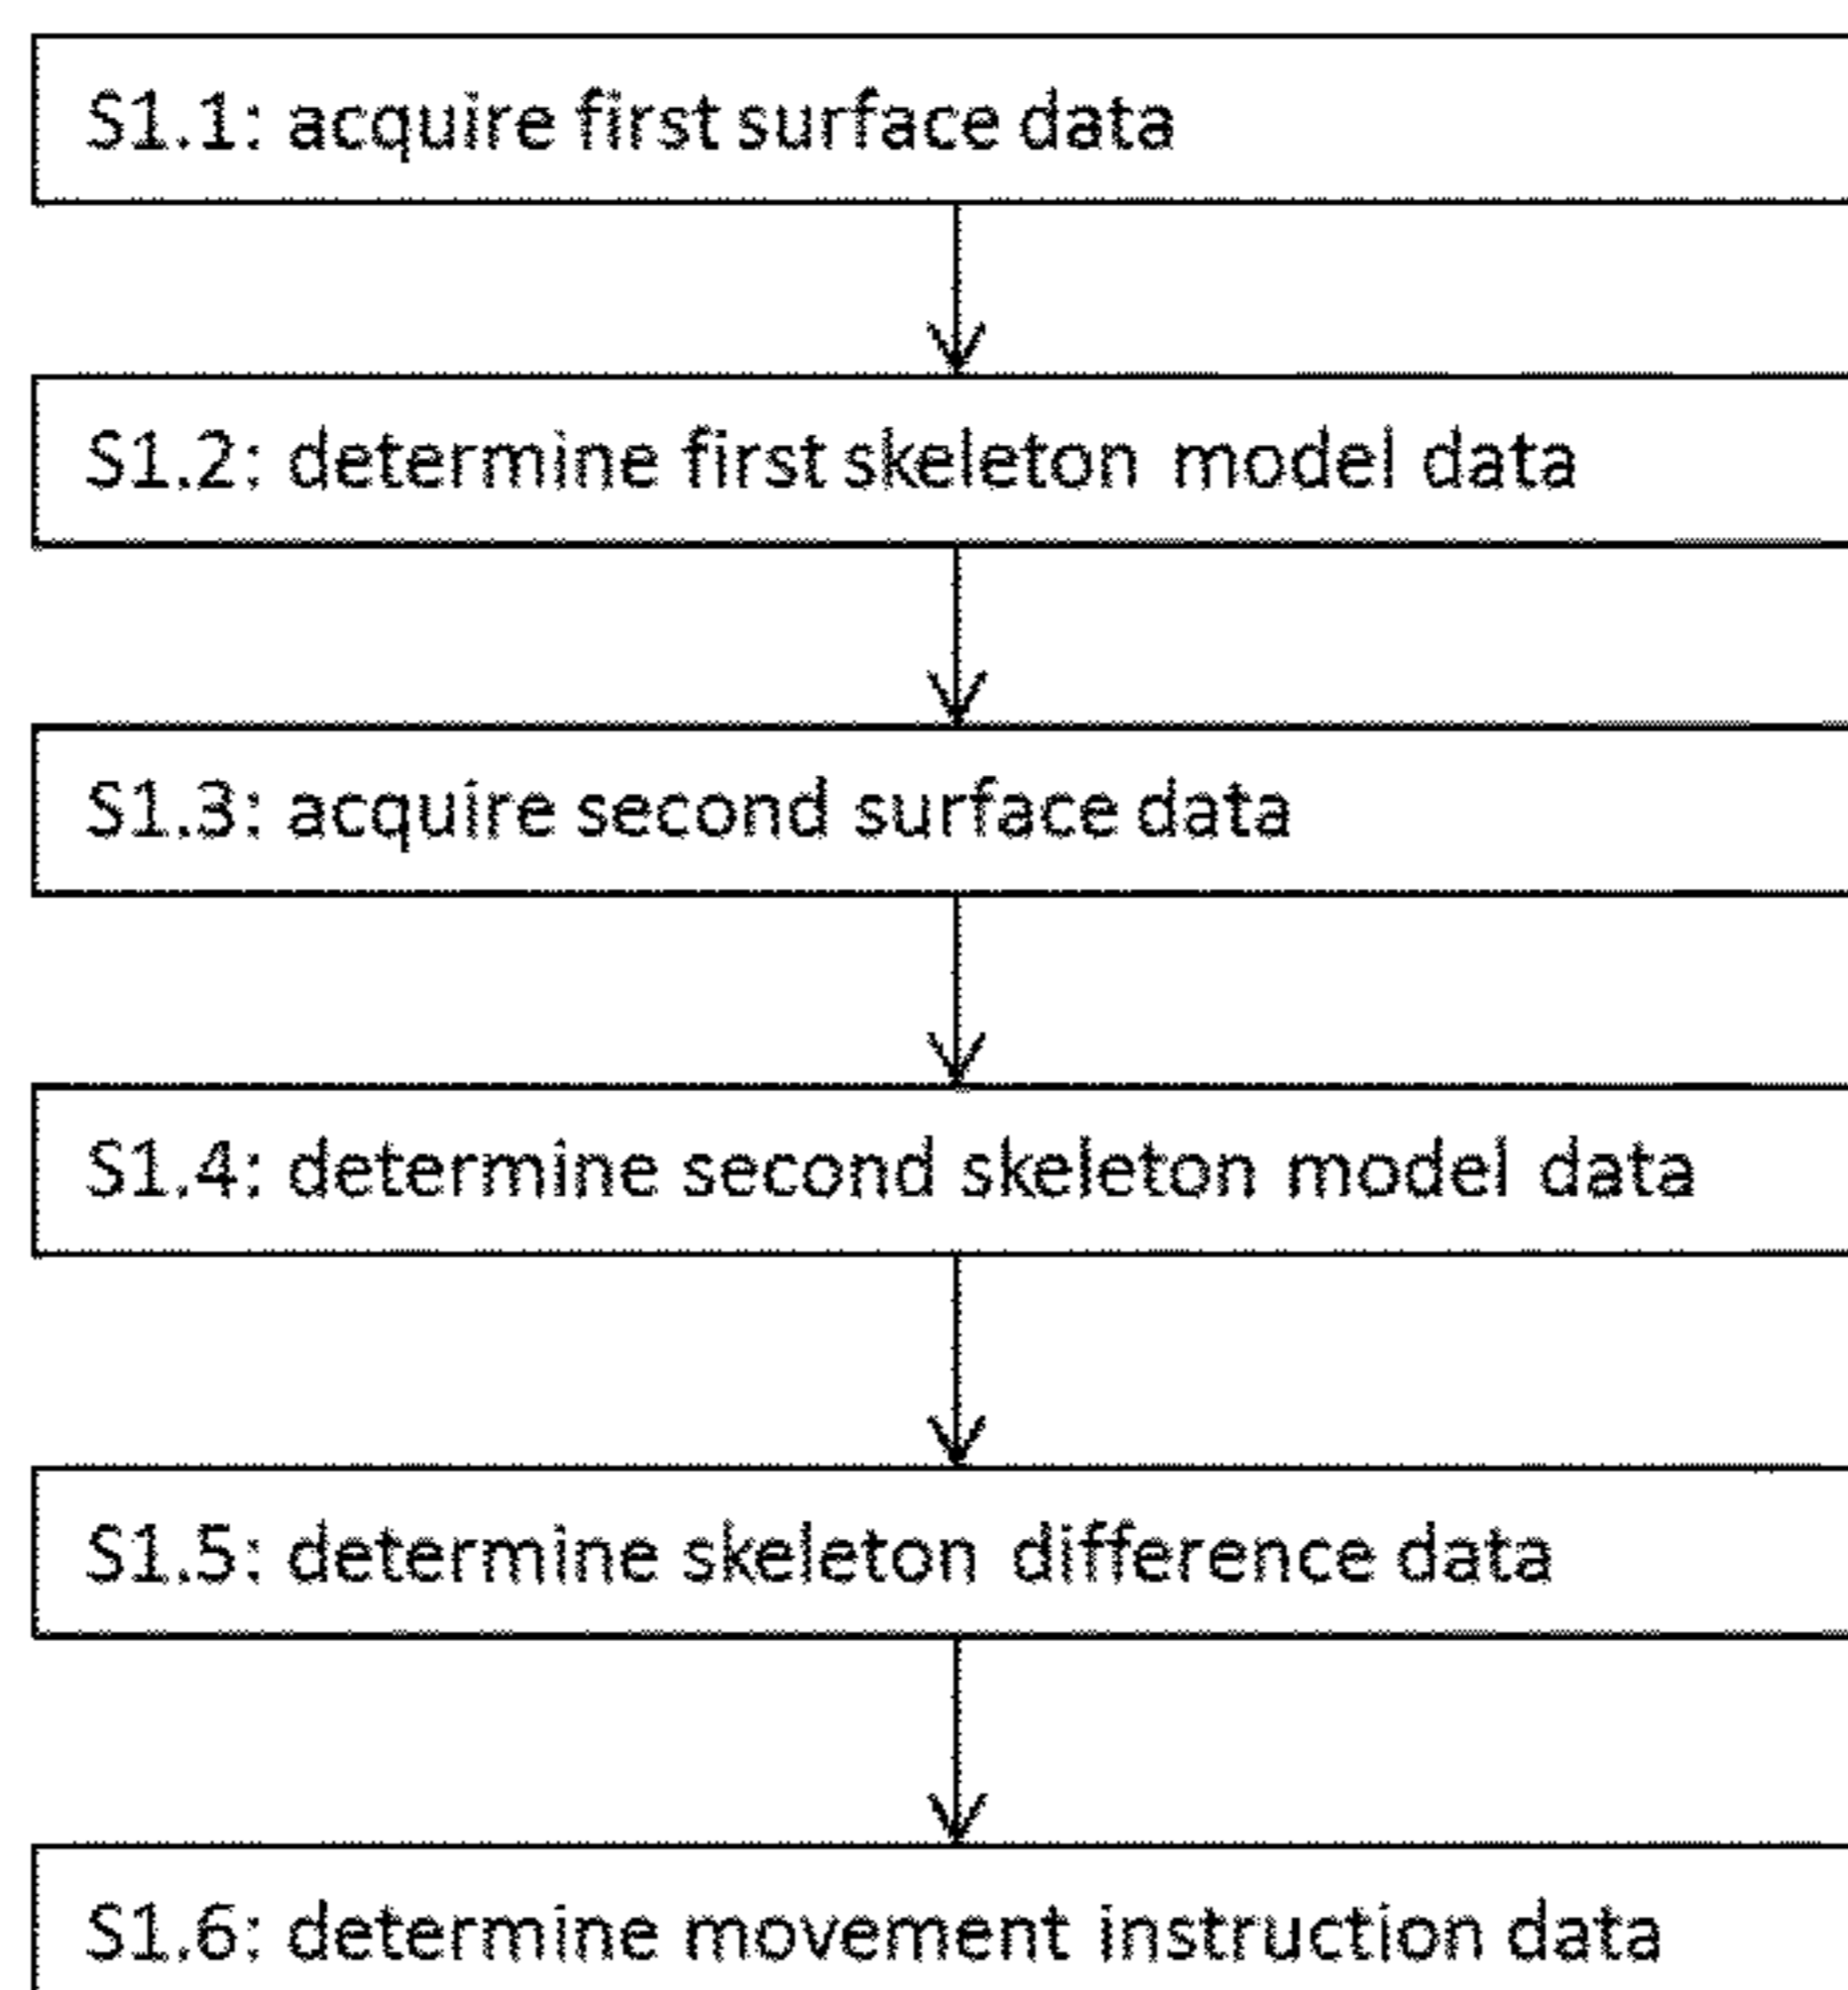 S1.1: acquire first surface data
S1.2: determine first skeleton model data
S1.3: acquire second surface data
S1.4: determine second skeleton model data
S1.5: determine skeleton difference data
S1.6: determine movement instruction data